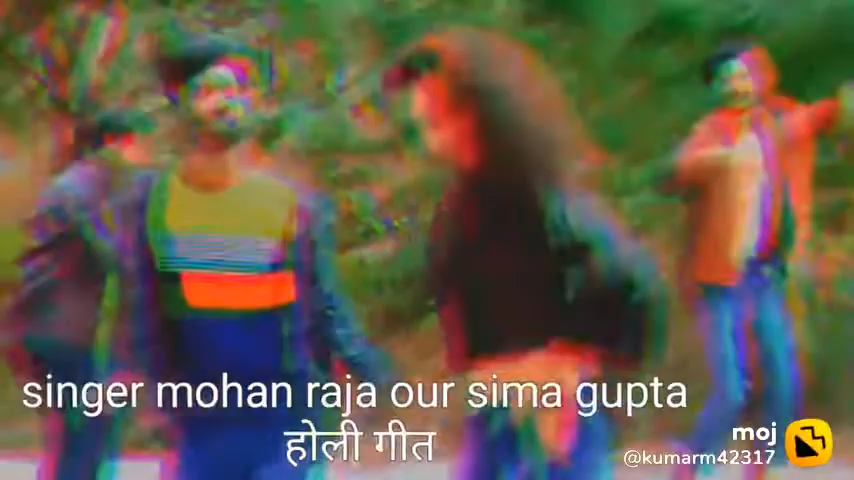 singer mohan raja our sima gupta
होली गीत
moj
@kumarm42317